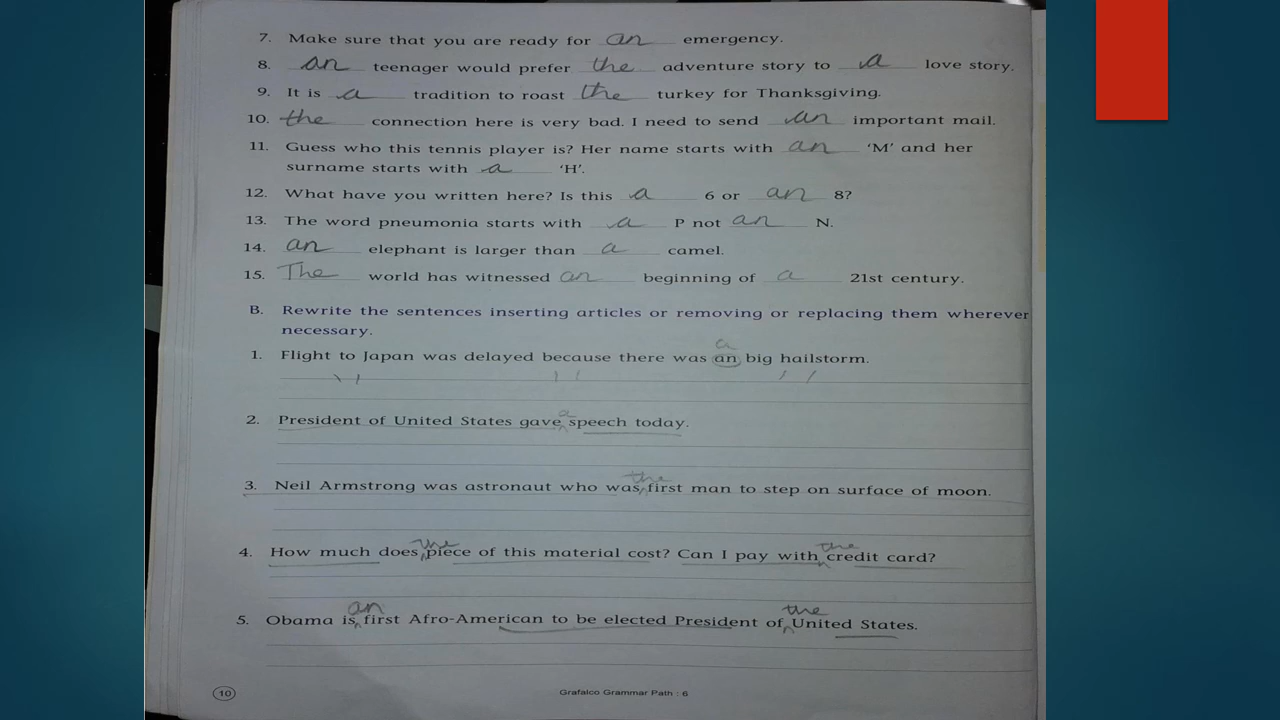 7. Make sure that you are ready for an emergency.
8. an teenager would prefer the adventure story to a love story.
9. It is a tradition to roast the turkey for Thanksgiving.
10. the connection here is very bad. I need to send an important mail.
11. Guess who this tennis player is? Her name starts with an 'M' and her
surname starts with a 'H'.
12. What have you written here? Is this a 6 or an 8?
13. The word pneumonia starts with a P not an N.
14. an elephant is larger than a camel.
15. The world has witnessed an beginning of a 21st century.
B. Rewrite the sentences inserting articles or removing or replacing them wherever
necessary.
a
1. Flight to Japan was delayed because there was an big hailstorm.
a
2. President of United States gave speech today.
the
3. Neil Armstrong was astronaut who was first man to step on surface of moon.
the the
4. How much does piece of this material cost? Can I pay with credit card?
an the
5. Obama is first Afro-American to be elected President of United States.
10 Grafalco Grammar Path : 6